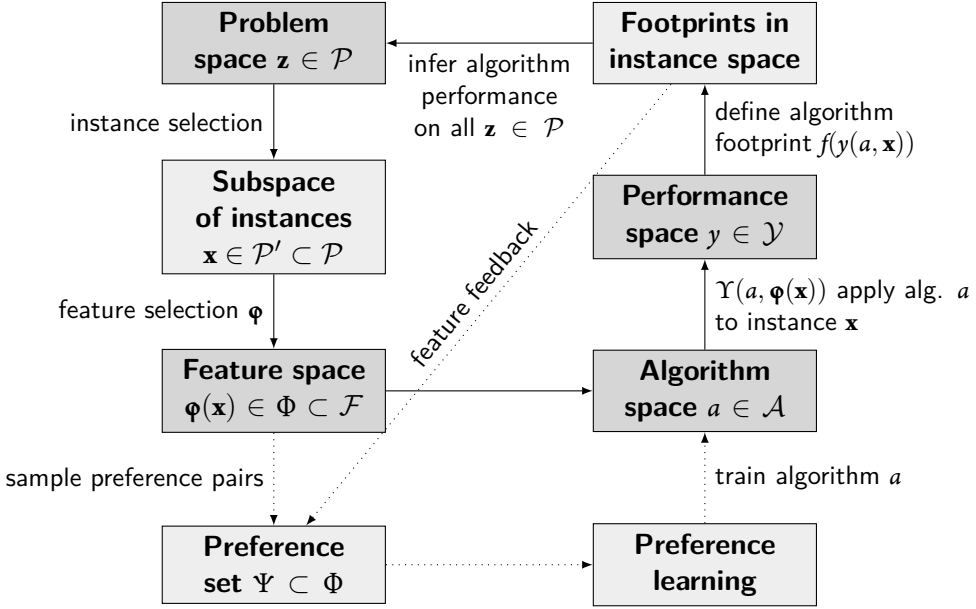 Problem
space 𝐳 ∈ 𝒫
Footprints in
instance space
infer algorithm
performance
on all 𝐳 ∈ 𝒫
instance selection
define algorithm
footprint f(y(a, 𝐱))
Subspace
of instances
𝐱 ∈ 𝒫′ ⊂ 𝒫
Performance
space y ∈ 𝒴
feature feedback
feature selection 𝛗
ϒ(a, 𝛗(𝐱)) apply alg. a
to instance 𝐱
Feature space
𝛗(𝐱) ∈ Φ ⊂ ℱ
Algorithm
space a ∈ 𝒜
sample preference pairs
train algorithm a
Preference
set Ψ ⊂ Φ
Preference
learning